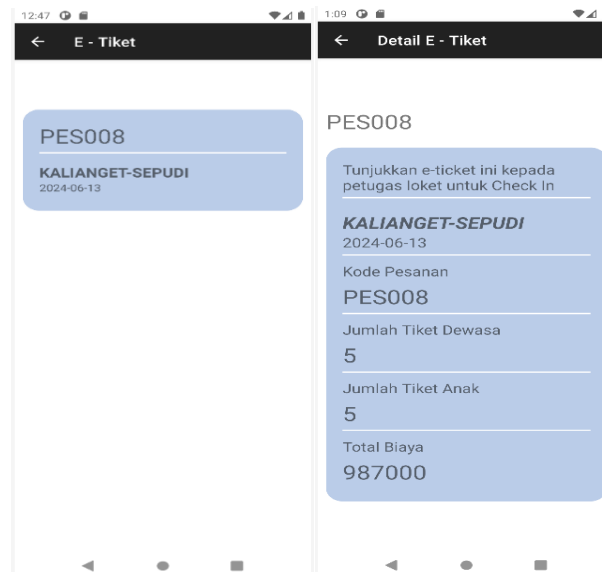 12:47
E - Tiket
PES008
KALIANGET-SEPUDI
2024-06-13
1:09
Detail E - Tiket
PES008
Tunjukkan e-ticket ini kepada
petugas loket untuk Check In
KALIANGET-SEPUDI
2024-06-13
Kode Pesanan
PES008
Jumlah Tiket Dewasa
5
Jumlah Tiket Anak
5
Total Biaya
987000